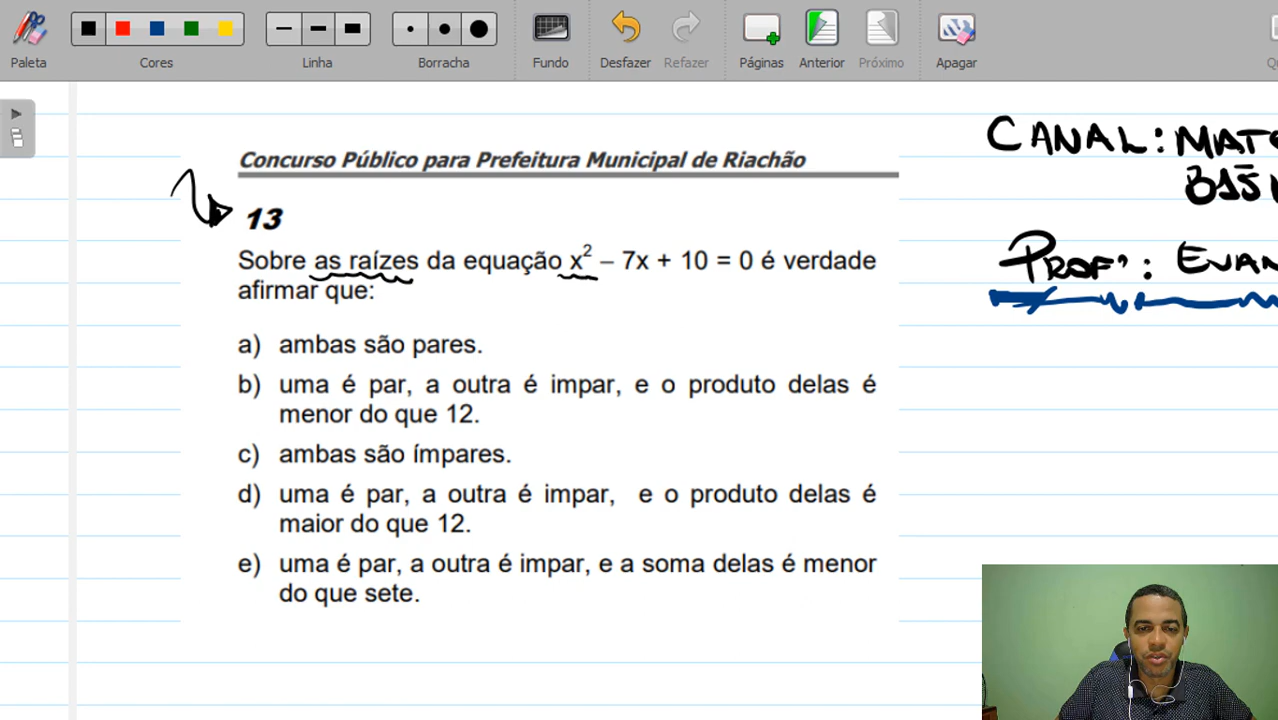 Paleta
Cores
Linha
Borracha
Fundo
Desfazer
Refazer
Páginas
Anterior
Próximo
Apagar
CANAL:
PROFº: 
Concurso Público para Prefeitura Municipal de Riachão
13
Sobre as raízes da equação x² – 7x + 10 = 0 é verdade
afirmar que:
a) ambas são pares.
b) uma é par, a outra é impar, e o produto delas é
menor do que 12.
c) ambas são ímpares.
d) uma é par, a outra é impar, e o produto delas é
maior do que 12.
e) uma é par, a outra é impar, e a soma delas é menor
do que sete.